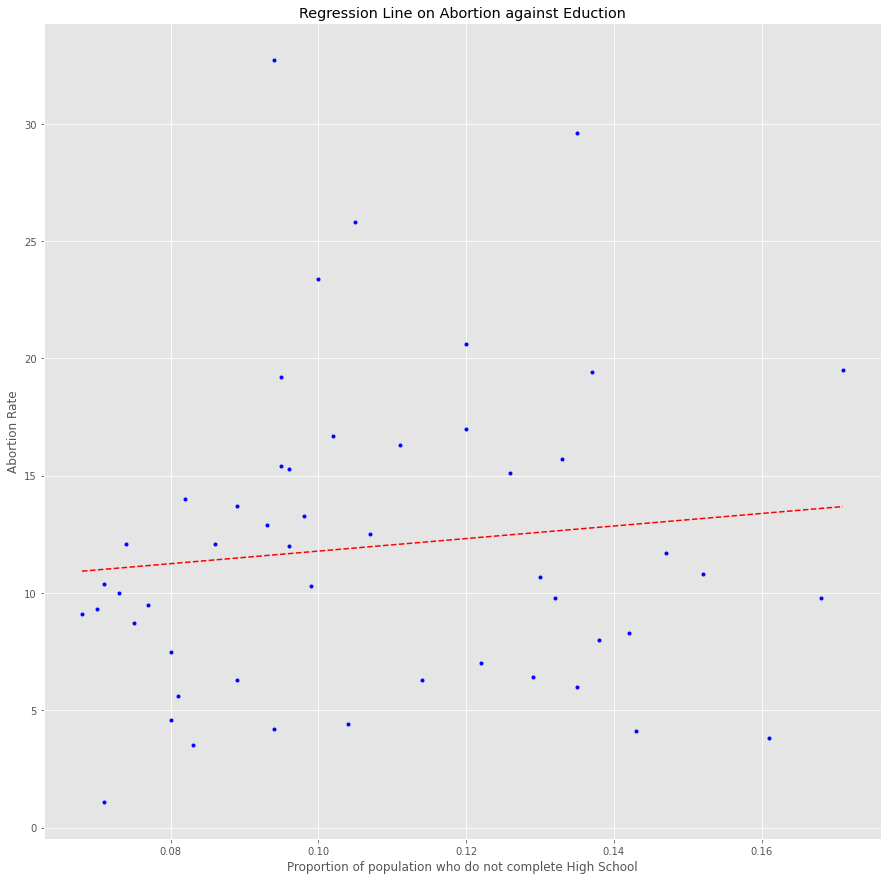 Regression Line on Abortion against Eduction
30
25
20
15
10
5
0
Abortion Rate
0.08 0.10 0.12 0.14 0.16
Proportion of population who do not complete High School